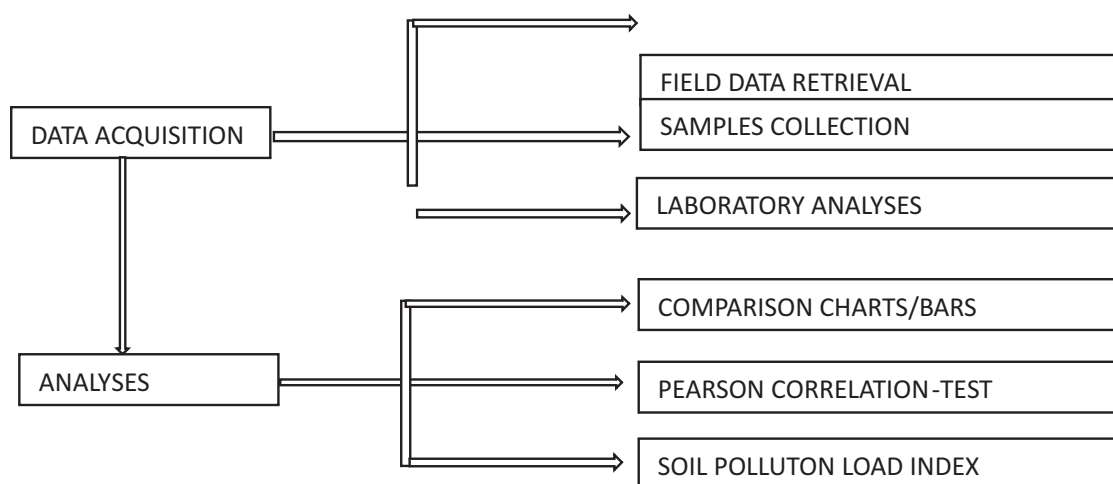 FIELD DATA RETRIEVAL
DATA ACQUISITION
SAMPLES COLLECTION
LABORATORY ANALYSES
COMPARISON CHARTS/BARS
ANALYSES
PEARSON CORRELATION-TEST
SOIL POLLUTON LOAD INDEX